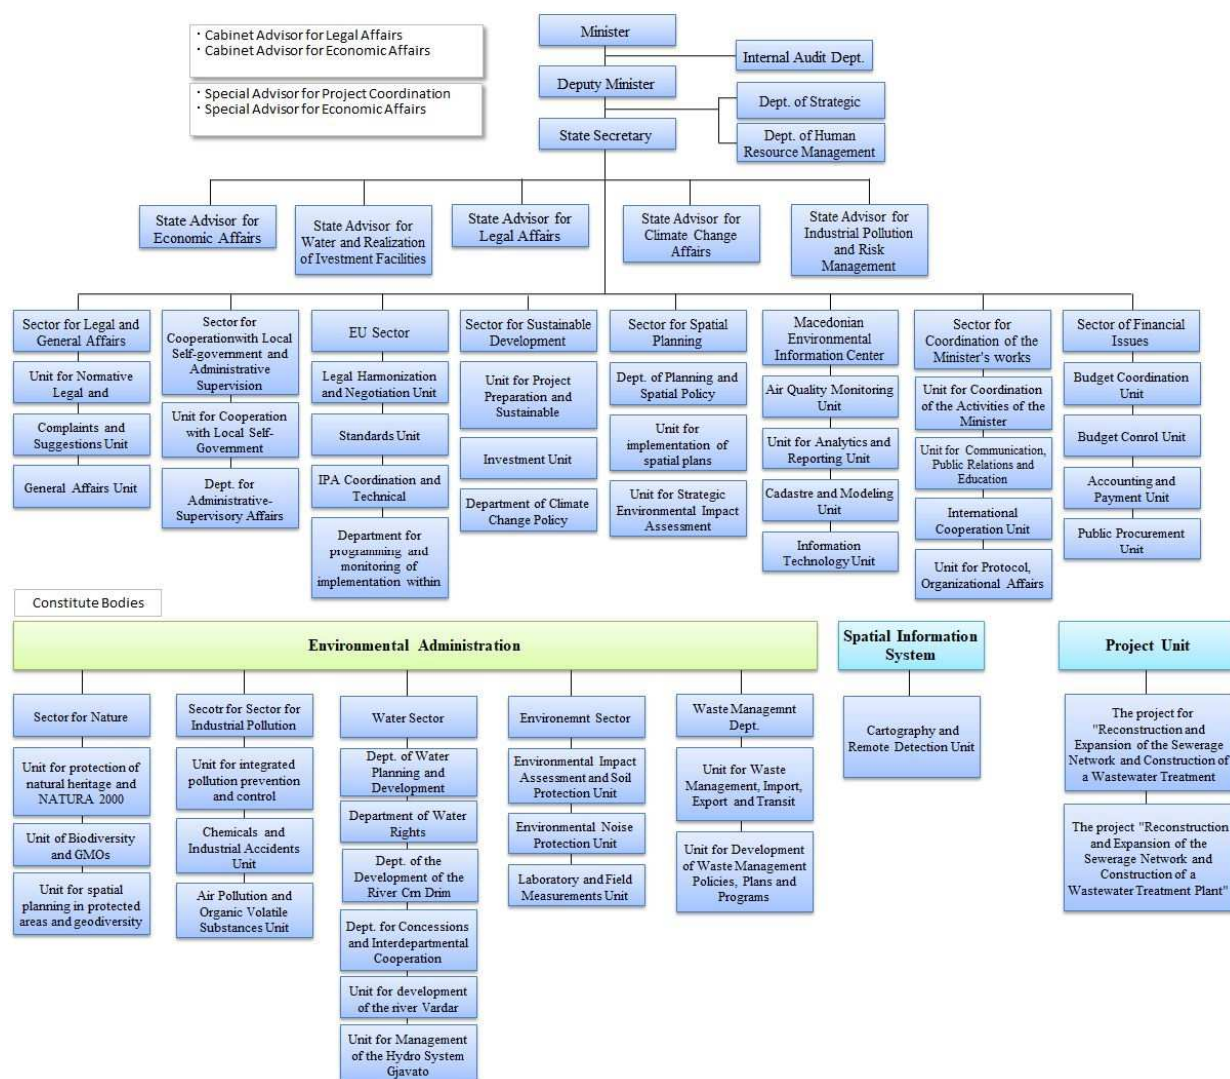 · Cabinet Advisor for Legal Affairs
· Cabinet Advisor for Economic Affairs
· Special Advisor for Project Coordination
· Special Advisor for Economic Affairs
Minister
Internal Audit Dept.
Deputy Minister
Dept. of Strategic
State Secretary
Dept. of Human
Resource Management
State Advisor for
Economic Affairs
State Advisor for
Water and Realization
of Ivestment Facilities
State Advisor for
Legal Affairs
State Advisor for
Climate Change
Affairs
State Advisor for
Industrial Pollution
and Risk
Management
Sector for Legal and
General Affairs
Unit for Normative
Legal and
Complaints and
Suggestions Unit
General Affairs Unit
Sector for
Cooperationwith Local
Self-government and
Administrative
Supervision
Unit for Cooperation
with Local Self-
Government
Dept. for
Administrative-
Supervisory Affairs
EU Sector
Legal Harmonization
and Negotiation Unit
Standards Unit
IPA Coordination and
Technical
Department for
programming and
monitoring of
implementation within
Sector for Sustainable
Development
Unit for Project
Preparation and
Sustainable
Investment Unit
Department of Climate
Change Policy
Sector for Spatial
Planning
Dept. of Planning and
Spatial Policy
Unit for
implementation of
spatial plans
Unit for Strategic
Environmental Impact
Assessment
Macedonian
Environmental
Information Center
Air Quality Monitoring
Unit
Unit for Analytics and
Reporting Unit
Cadastre and Modeling
Unit
Information
Technology Unit
Sector for
Coordination of the
Minister's works
Unit for Coordination
of the Activities of the
Minister
Unit for Communication,
Public Relations and
Education
International
Cooperation Unit
Unit for Protocol,
Organizational Affairs
Sector of Financial
Issues
Budget Coordination
Unit
Budget Conrol Unit
Accounting and
Payment Unit
Public Procurement
Unit
Constitute Bodies
Environmental Administration
Spatial Information
System
Project Unit
Sector for Nature
Unit for protection of
natural heritage and
NATURA 2000
Unit of Biodiversity
and GMOs
Unit for spatial
planning in protected
areas and geodiversity
Secotr for Sector for
Industrial Pollution
Unit for integrated
pollution prevention
and control
Chemicals and
Industrial Accidents
Unit
Air Pollution and
Organic Volatile
Substances Unit
Water Sector
Dept. of Water
Planning and
Development
Department of Water
Rights
Dept. of the
Development of the
River Crn Drim
Dept. for Concessions
and Interdepartmental
Cooperation
Unit for development
of the river Vardar
Unit for Management
of the Hydro System
Gjavato
Environemnt Sector
Environmental Impact
Assessment and Soil
Protection Unit
Environmental Noise
Protection Unit
Laboratory and Field
Measurements Unit
Waste Managemnt
Dept.
Unit for Waste
Management, Import,
Export and Transit
Unit for Development
of Waste Management
Policies, Plans and
Programs
Cartography and
Remote Detection Unit
The project for
"Reconstruction and
Expansion of the Sewerage
Network and Construction of
a Wastewater Treatment
The project "Reconstruction
and Expansion of the
Sewerage Network and
Construction of a
Wastewater Treatment Plant"